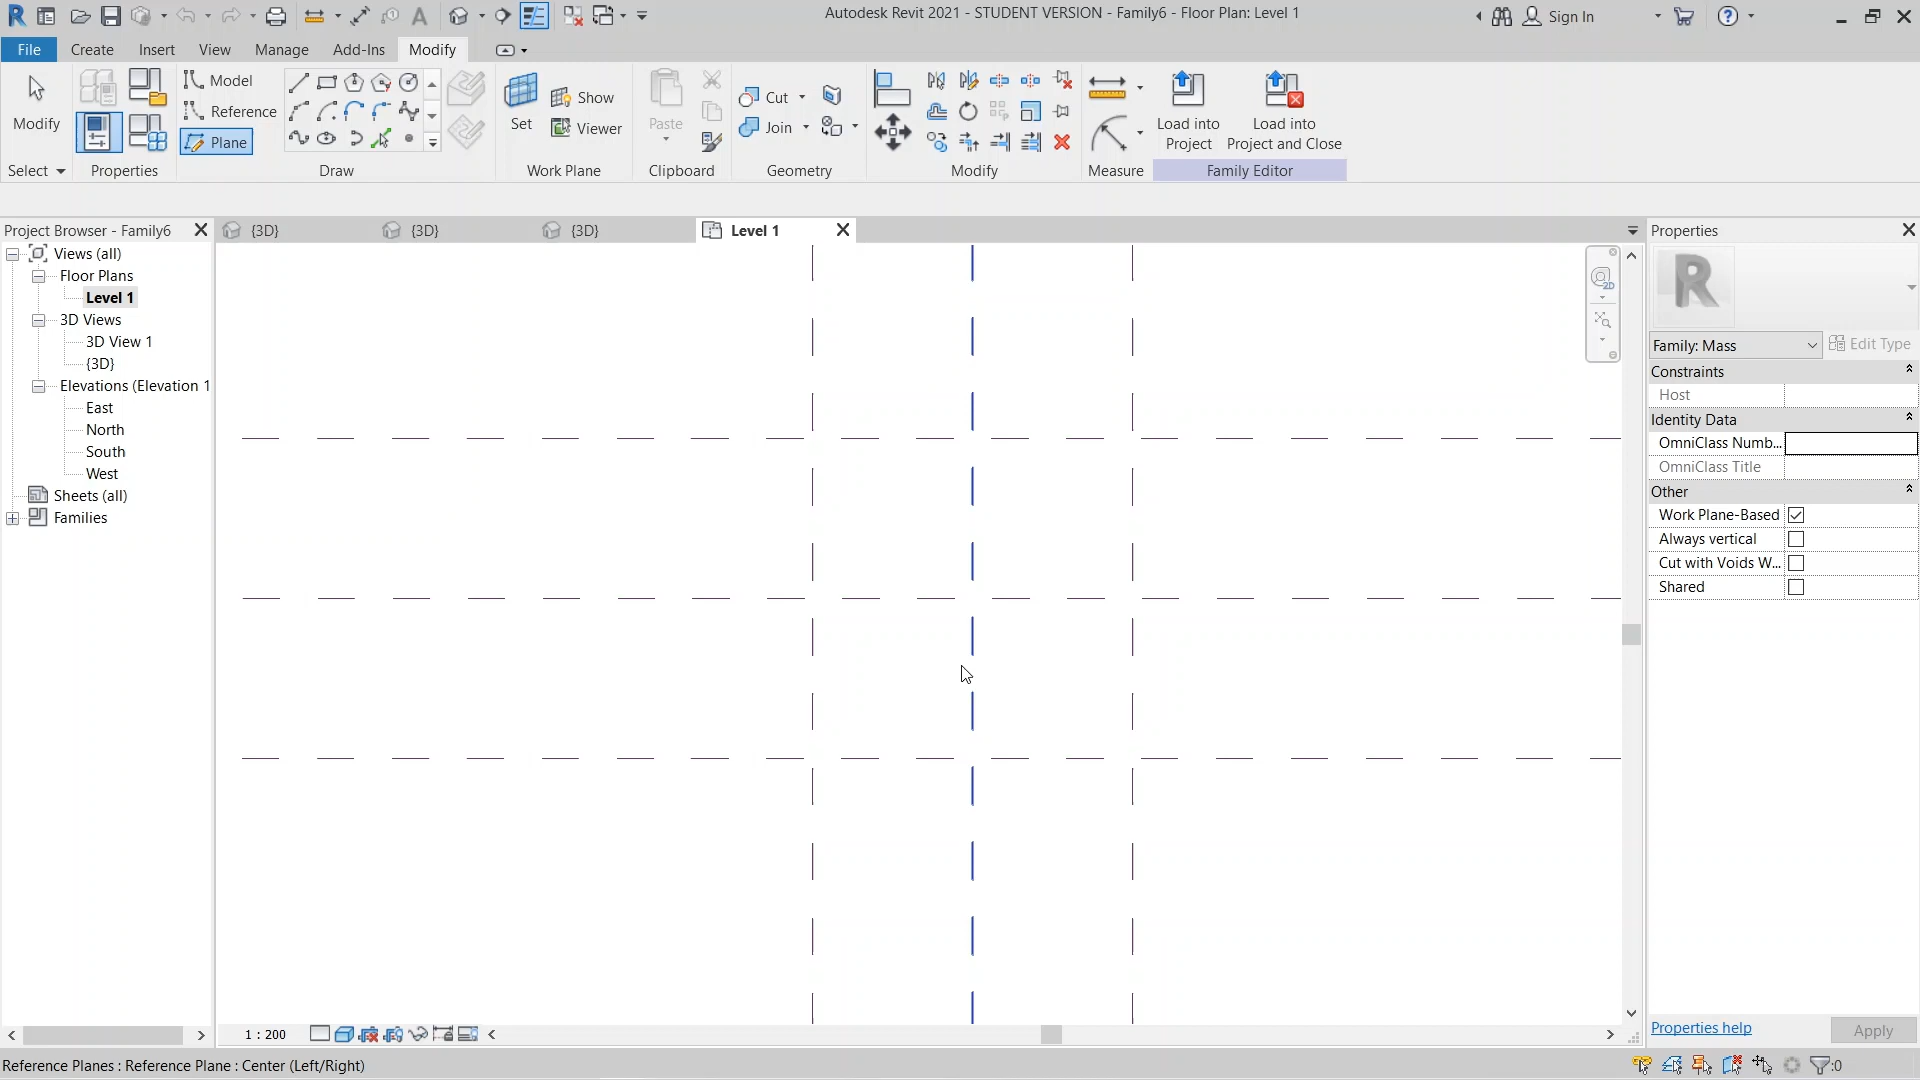 Autodesk Revit 2021 - STUDENT VERSION - Family6 - Floor Plan: Level 1
Sign In
File Create Insert View Manage Add-Ins Modify
Modify
Select
Properties
Model
Reference
Plane
Draw
Set
Show
Viewer
Work Plane
Paste
Clipboard
Cut
Join
Geometry
Modify
Measure
Load into
Project
Load into
Project and Close
Family Editor
Project Browser - Family6
{3D}
{3D}
{3D}
Level 1
Properties
Views (all)
Floor Plans
Level 1
3D Views
3D View 1
{3D}
Elevations (Elevation 1
East
North
South
West
Sheets (all)
Families
2D
R
Family: Mass
Edit Type
Constraints
Host
Identity Data
OmniClass Numb...
OmniClass Title
Other
Work Plane-Based
Always vertical
Cut with Voids W...
Shared
Properties help
Apply
1 : 200
Reference Planes : Reference Plane : Center (Left/Right)
:0